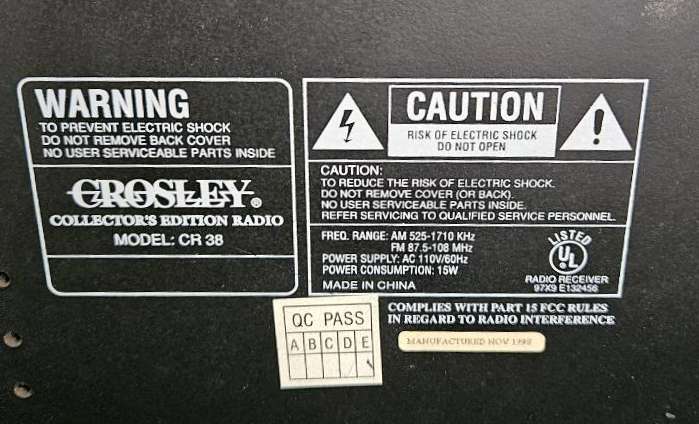 WARNING
TO PREVENT ELECTRIC SHOCK
DO NOT REMOVE BACK COVER
NO USER SERVICEABLE PARTS INSIDE
CROSLEY®
COLLECTOR'S EDITION RADIO
MODEL: CR 38
CAUTION
RISK OF ELECTRIC SHOCK
DO NOT OPEN
CAUTION:
TO REDUCE THE RISK OF ELECTRIC SHOCK.
DO NOT REMOVE COVER (OR BACK).
NO USER SERVICEABLE PARTS INSIDE.
REFER SERVICING TO QUALIFIED SERVICE PERSONNEL.
FREQ. RANGE: AM 525-1710 KHz
FM 87.5-108 MHz
POWER SUPPLY: AC 110V/60Hz
POWER CONSUMPTION: 15W
MADE IN CHINA
LISTED
UL
®
RADIO RECEIVER
97X9 E132456
QC PASS
A B C D E
COMPLIES WITH PART 15 FCC RULES
IN REGARD TO RADIO INTERFERENCE
MANUFACTURED NOV